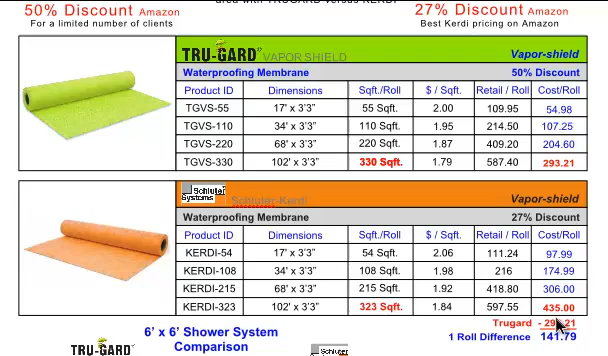 area with TRUGARD versus KERDI
50% Discount Amazon
For a limited number of clients
27% Discount Amazon
Best Kerdi pricing on Amazon
TRU-GARD VAPOR SHIELD Vapor-shield
Waterproofing Membrane 50% Discount
Product ID Dimensions Sqft./Roll $ / Sqft. Retail / Roll Cost/Roll
TGVS-55 17' x 3'3" 55 Sqft. 2.00 109.95 54.98
TGVS-110 34' x 3'3" 110 Sqft. 1.95 214.50 107.25
TGVS-220 68' x 3'3" 220 Sqft. 1.87 409.20 204.60
TGVS-330 102' x 3'3" 330 Sqft. 1.79 587.40 293.21
Schluter Systems Schluter-Kerdi Vapor-shield
Waterproofing Membrane 27% Discount
Product ID Dimensions Sqft./Roll $ / Sqft. Retail / Roll Cost/Roll
KERDI-54 17' x 3'3" 54 Sqft. 2.06 111.24 97.99
KERDI-108 34' x 3'3" 108 Sqft. 1.98 216 174.99
KERDI-215 68' x 3'3" 215 Sqft. 1.92 418.80 306.00
KERDI-323 102' x 3'3" 323 Sqft. 1.84 597.55 435.00
Trugard
1 Roll Difference 141.79
6' x 6' Shower System
Comparison
TRU-GARD
Schluter